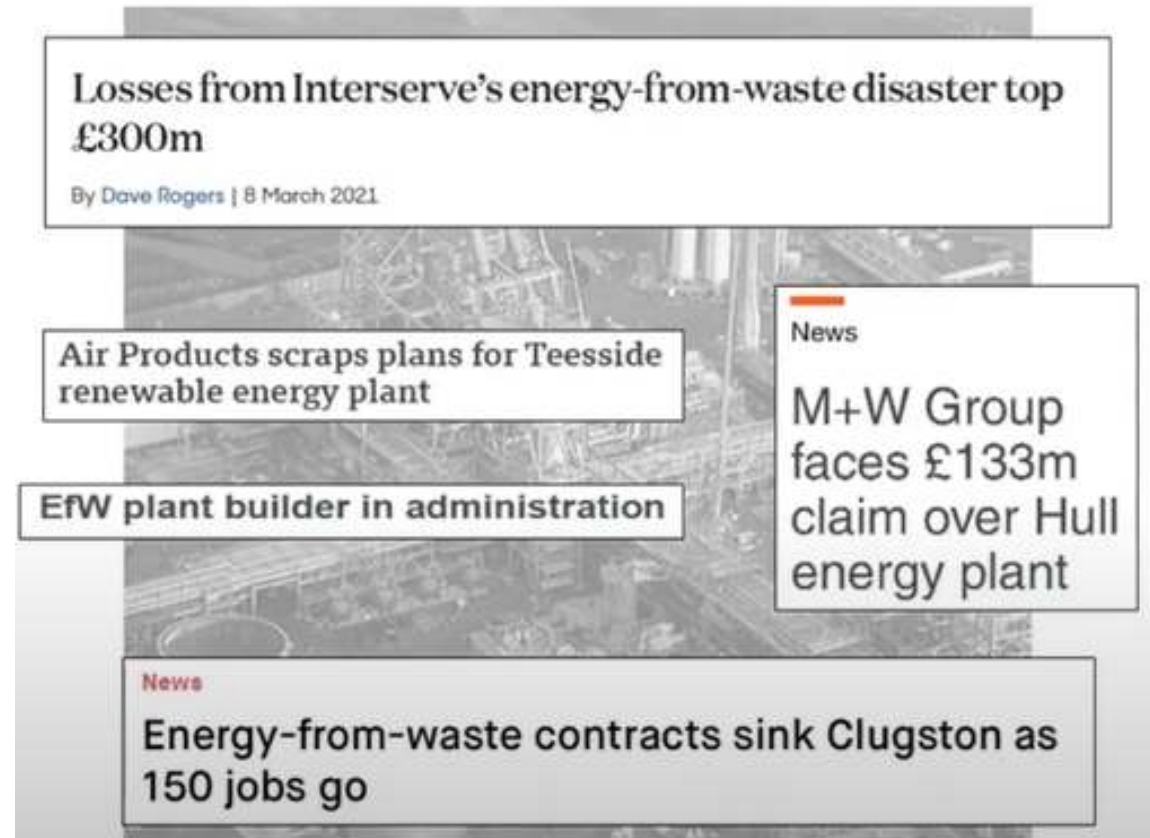 Losses from Interserve's energy-from-waste disaster top
£300m
By Dave Rogers | 8 March 2021
Air Products scraps plans for Teesside
renewable energy plant
News
M+W Group
faces £133m
claim over Hull
energy plant
EfW plant builder in administration
News
Energy-from-waste contracts sink Clugston as
150 jobs go